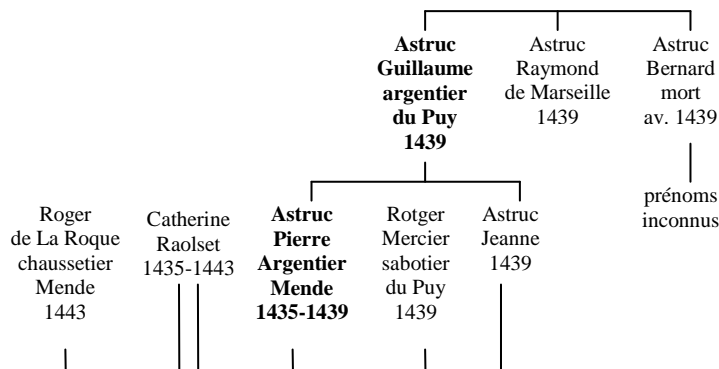 Astruc
Guillaume
argentier
du Puy
1439
Astruc
Raymond
de Marseille
1439
Astruc
Bernard
mort
av. 1439
prénoms
inconnus
Roger
de La Roque
chaussetier
Mende
1443
Catherine
Raolset
1435-1443
Astruc
Pierre
Argentier
Mende
1435-1439
Rotger
Mercier
sabotier
du Puy
1439
Astruc
Jeanne
1439